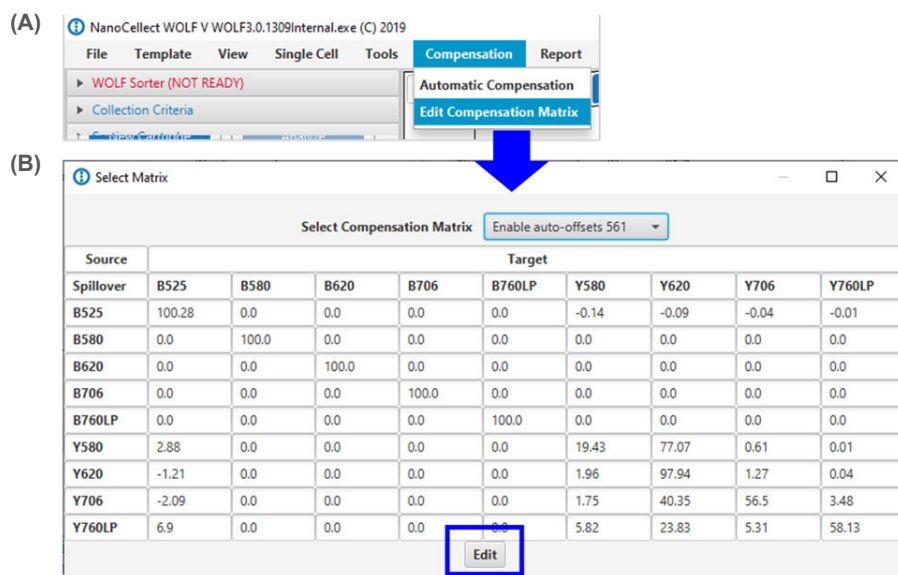 (A)
NanoCellect WOLF V WOLF3.0.1309Internal.exe (C) 2019
File Template View Single Cell Tools Compensation Report
WOLF Sorter (NOT READY)
Automatic Compensation
Collection Criteria
Edit Compensation Matrix
New Cartridge Analyze
(B)
Select Matrix
Select Compensation Matrix Enable auto-offsets 561
Source Target
Spillover B525 B580 B620 B706 B760LP Y580 Y620 Y706 Y760LP
B525 100.28 0.0 0.0 0.0 0.0 -0.14 -0.09 -0.04 -0.01
B580 0.0 100.0 0.0 0.0 0.0 0.0 0.0 0.0 0.0
B620 0.0 0.0 100.0 0.0 0.0 0.0 0.0 0.0 0.0
B706 0.0 0.0 0.0 100.0 0.0 0.0 0.0 0.0 0.0
B760LP 0.0 0.0 0.0 0.0 100.0 0.0 0.0 0.0 0.0
Y580 2.88 0.0 0.0 0.0 0.0 19.43 77.07 0.61 0.01
Y620 -1.21 0.0 0.0 0.0 0.0 1.96 97.94 1.27 0.04
Y706 -2.09 0.0 0.0 0.0 0.0 1.75 40.35 56.5 3.48
Y760LP 6.9 0.0 0.0 0.0 0.0 5.82 23.83 5.31 58.13
Edit